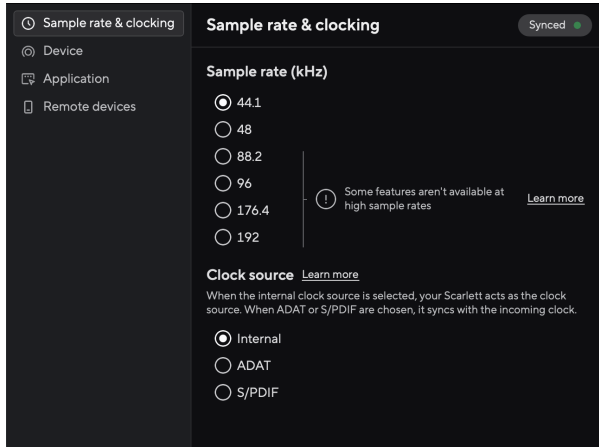 Sample rate & clocking
Device
Application
Remote devices
Sample rate & clocking
Synced
Sample rate (kHz)
44.1
48
88.2
96
176.4
192
Some features aren't available at
high sample rates
Learn more
Clock source Learn more
When the internal clock source is selected, your Scarlett acts as the clock
source. When ADAT or S/PDIF are chosen, it syncs with the incoming clock.
Internal
ADAT
S/PDIF